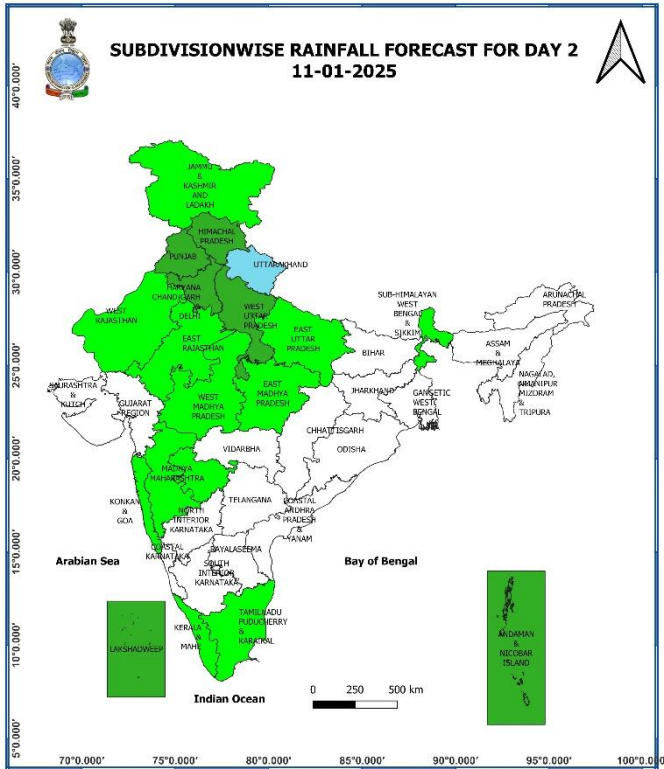 SUBDIVISIONWISE RAINFALL FORECAST FOR DAY 2
11-01-2025
40°0.000'
35°0.000'
30°0.000'
25°0.000'
20°0.000'
15°0.000'
10°0.000'
5°0.000'
JAMMU
&
KASHMIR
AND
LADAKH
HIMACHAL
PRADESH
PUNJAB
UTTARAKHAND
HARYANA
CHANDIGARH
DELHI
WEST
RAJASTHAN
WEST
UTTAR
PRADESH
EAST
RAJASTHAN
EAST
UTTAR
PRADESH
SUB-HIMALAYAN
WEST
BENGAL
&
SIKKIM
ARUNACHAL
PRADESH
ASSAM
&
MEGHALAYA
NAGALAD,
MANIPUR
MIZORAM
&
TRIPURA
BIHAR
JHARKHAND
GANGETIC
WEST
BENGAL
SAURASHTRA
&
KUTCH
GUJARAT
REGION
WEST
MADHYA
PRADESH
EAST
MADHYA
PRADESH
CHHATTISGARH
ODISHA
VIDARBHA
MADHYA
MAHARASHTRA
TELANGANA
KONKAN
&
GOA
NORTH
INTERIOR
KARNATAKA
COASTAL
ANDHRA
PRADESH
&
YANAM
COASTAL
KARNATAKA
RAYALASEEMA
SOUTH
INTERIOR
KARNATAKA
Arabian Sea
Bay of Bengal
TAMILNADU
PUDUCHERRY
&
KARAIKAL
KERALA
&
MAHE
LAKSHADWEEP
ANDAMAN
&
NICOBAR
ISLAND
Indian Ocean
0 250 500 km
70°0.000' 75°0.000' 80°0.000' 85°0.000' 90°0.000' 95°0.000' 100°0.000'